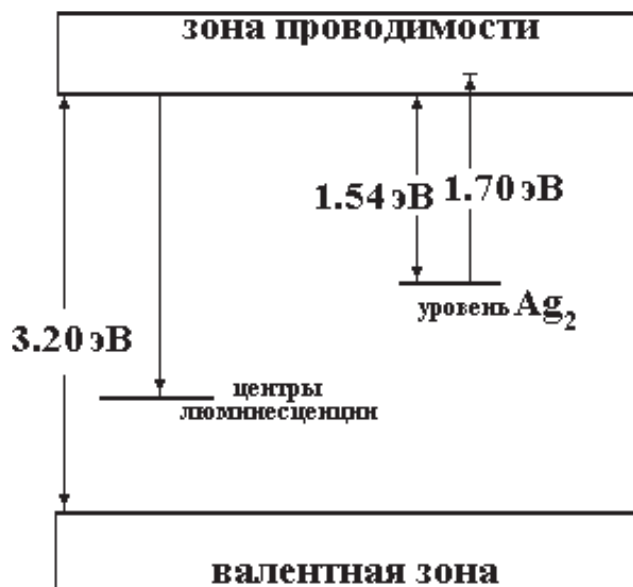 зона проводимости
1.54 эВ
1.70 эВ
уровень Ag₂
3.20 эВ
центры
люминесценции
валентная зона